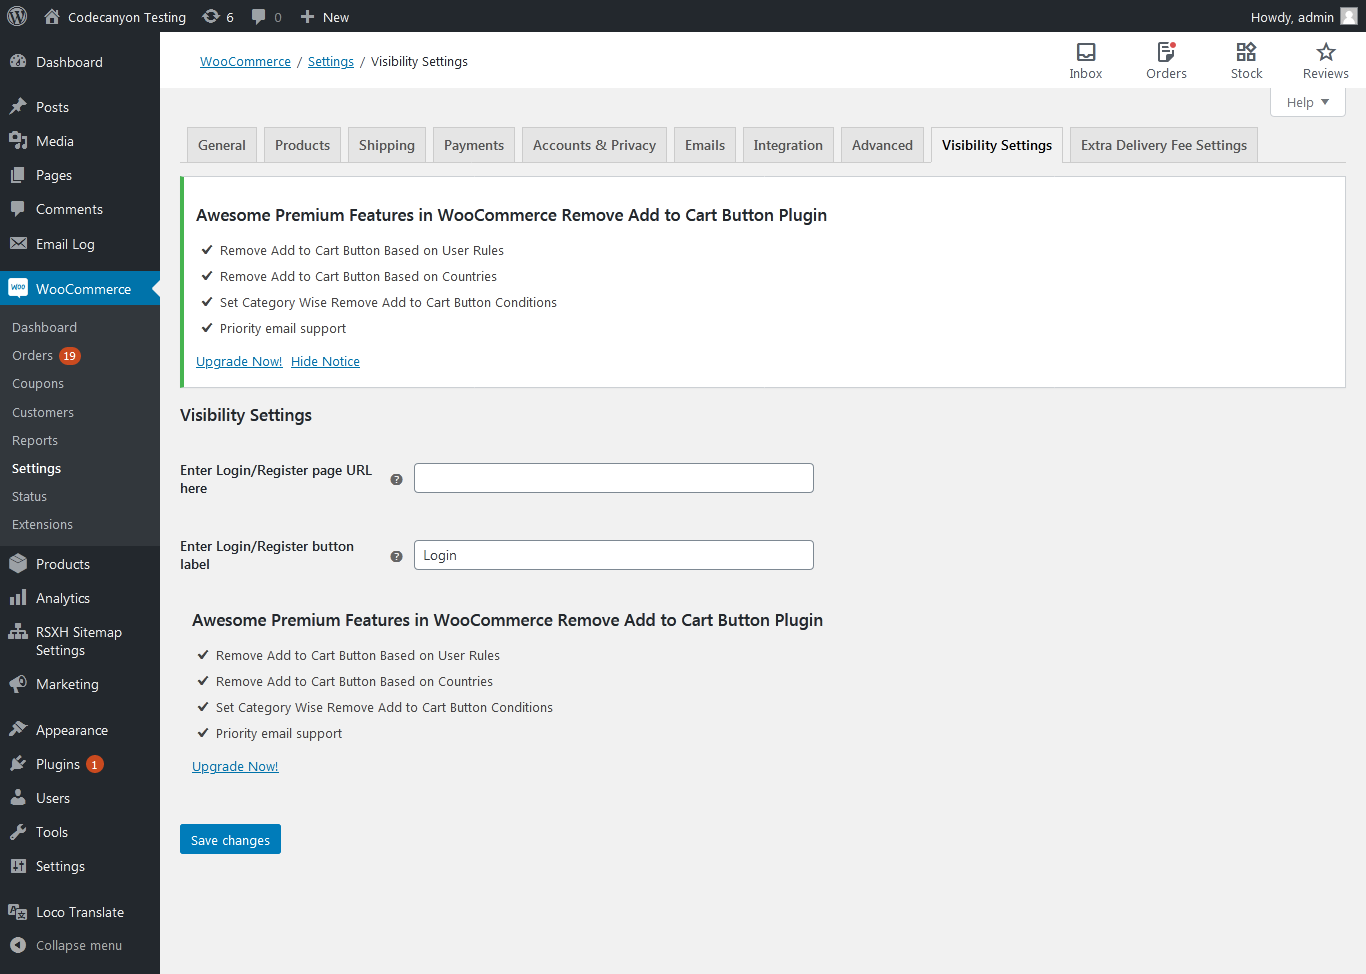 Codecanyon Testing 6 0 New Howdy, admin
Dashboard
Posts
Media
Pages
Comments
Email Log
WooCommerce
Dashboard
Orders 19
Coupons
Customers
Reports
Settings
Status
Extensions
Products
Analytics
RSXH Sitemap
Settings
Marketing
Appearance
Plugins 1
Users
Tools
Settings
Loco Translate
Collapse menu
WooCommerce / Settings / Visibility Settings
Inbox Orders Stock Reviews
Help
General Products Shipping Payments Accounts & Privacy Emails Integration Advanced Visibility Settings Extra Delivery Fee Settings
Awesome Premium Features in WooCommerce Remove Add to Cart Button Plugin
Remove Add to Cart Button Based on User Rules
Remove Add to Cart Button Based on Countries
Set Category Wise Remove Add to Cart Button Conditions
Priority email support
Upgrade Now! Hide Notice
Visibility Settings
Enter Login/Register page URL
here
Enter Login/Register button
label
Login
Awesome Premium Features in WooCommerce Remove Add to Cart Button Plugin
Remove Add to Cart Button Based on User Rules
Remove Add to Cart Button Based on Countries
Set Category Wise Remove Add to Cart Button Conditions
Priority email support
Upgrade Now!
Save changes